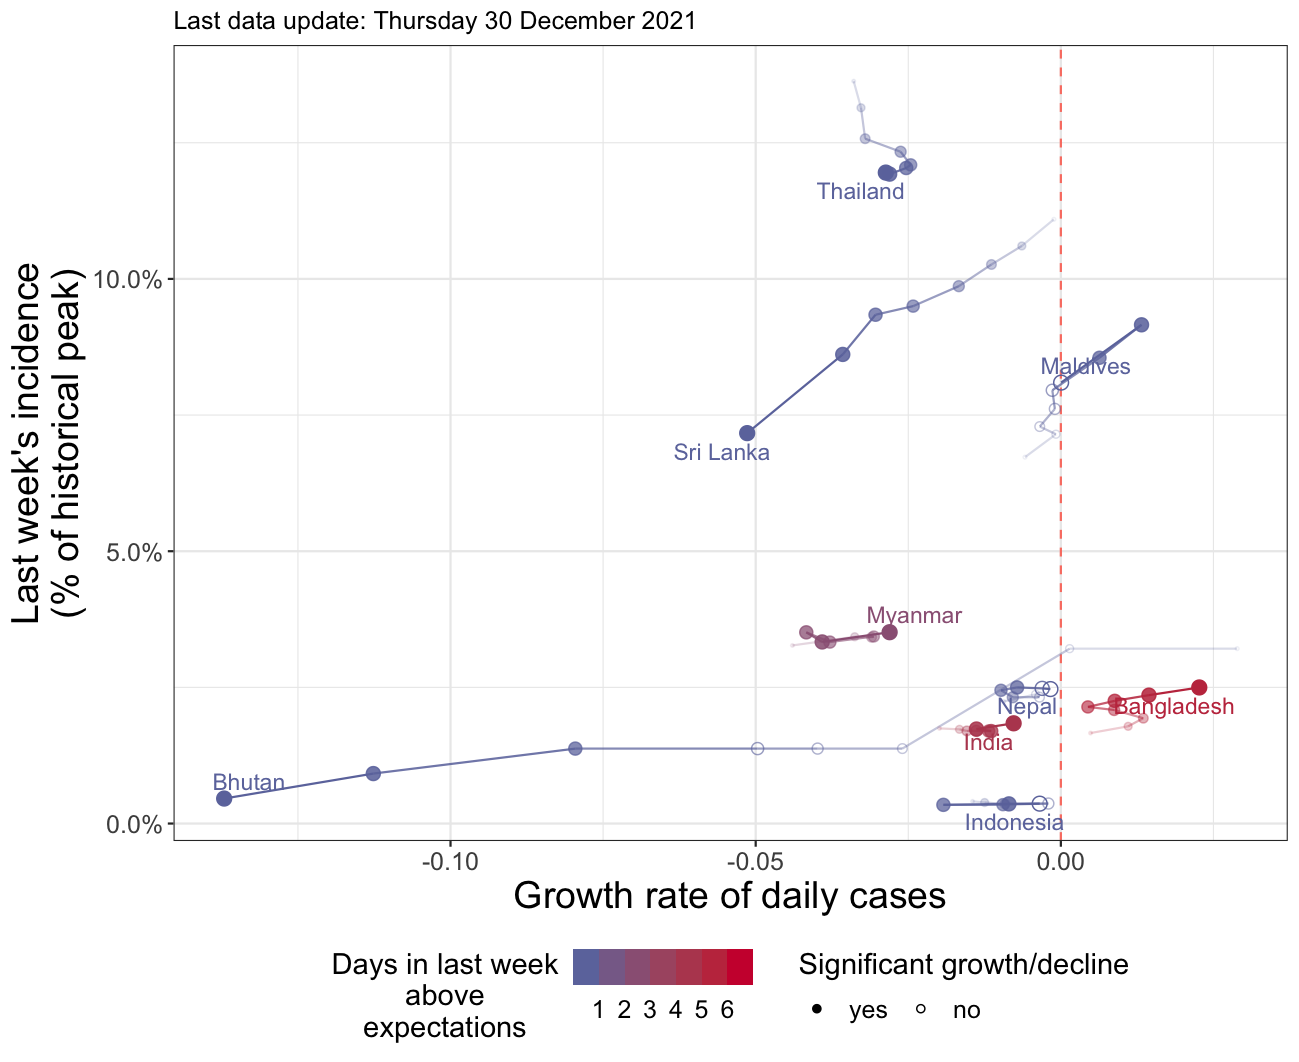 Last data update: Thursday 30 December 2021
Last week's incidence
(% of historical peak)
10.0%
5.0%
0.0%
Thailand
Maldives
Sri Lanka
Myanmar
Nepal
Bangladesh
India
Bhutan
Indonesia
-0.10
-0.05
0.00
Growth rate of daily cases
Days in last week
above
expectations
1 2 3 4 5 6
Significant growth/decline
yes
no